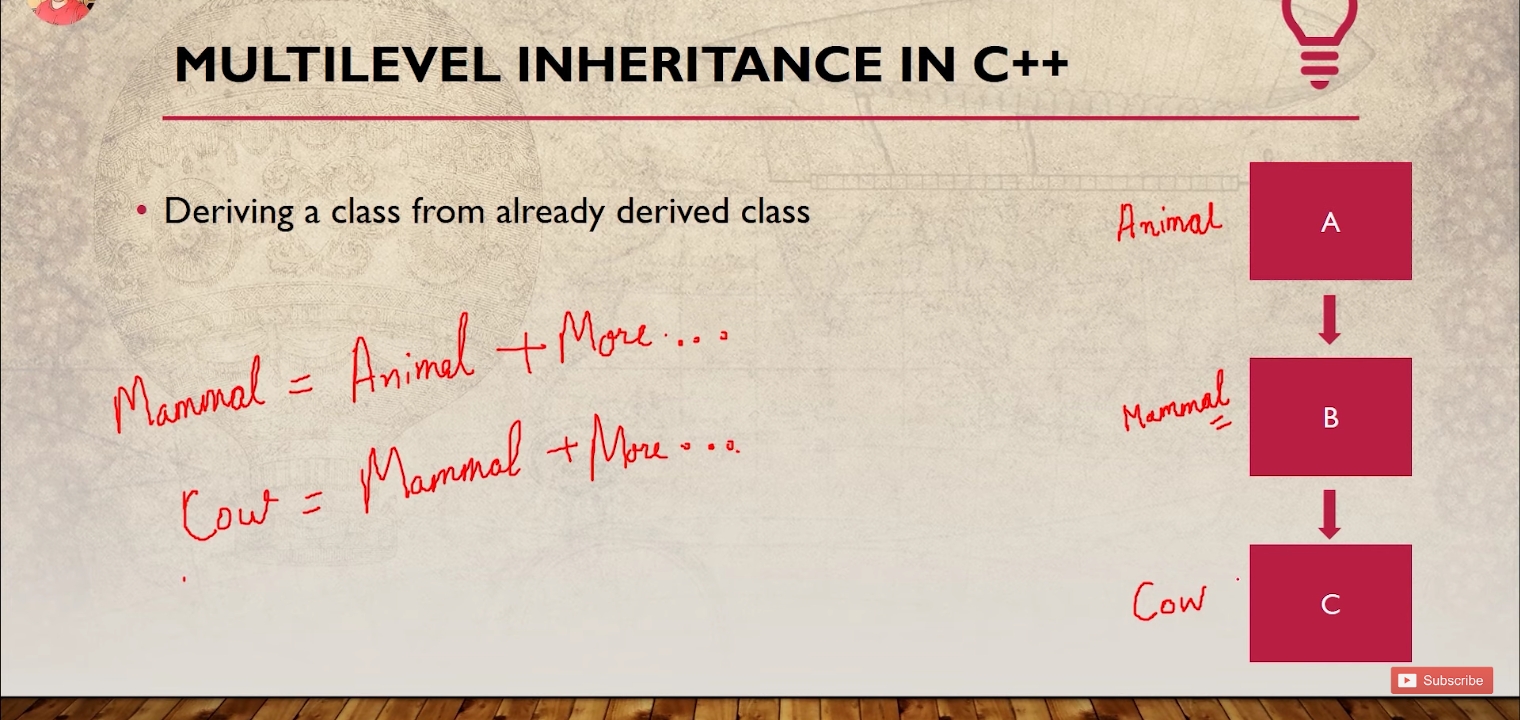 MULTILEVEL INHERITANCE IN C++
• Deriving a class from already derived class
Animal
A
Mammal = Animal + More....
Mammal
B
Cow = Mammal + More....
Cow
C
Subscribe